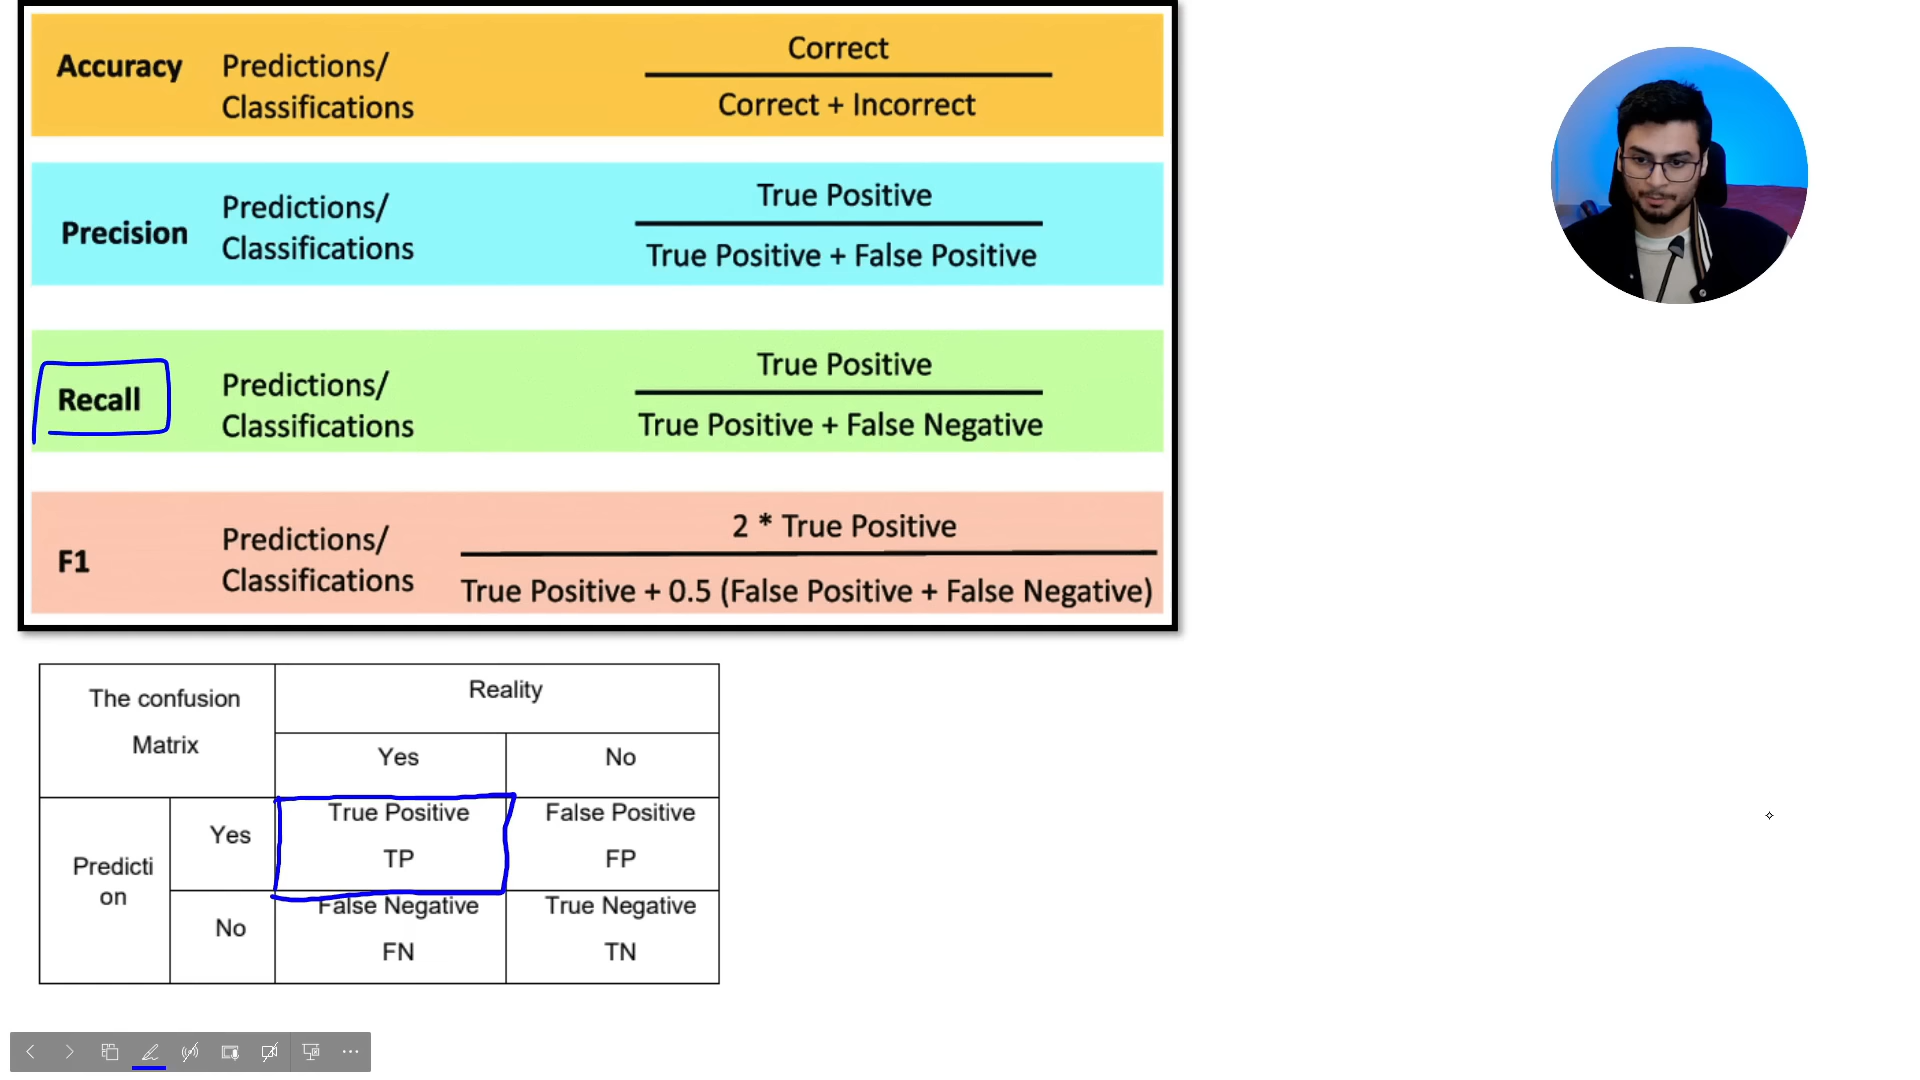 Accuracy
Predictions/
Classifications
Correct
Correct + Incorrect
Precision
Predictions/
Classifications
True Positive
True Positive + False Positive
Recall
Predictions/
Classifications
True Positive
True Positive + False Negative
F1
Predictions/
Classifications
2 * True Positive
True Positive + 0.5 (False Positive + False Negative)
The confusion
Matrix
Reality
Yes
No
Predicti
on
Yes
True Positive
TP
False Positive
FP
No
False Negative
FN
True Negative
TN